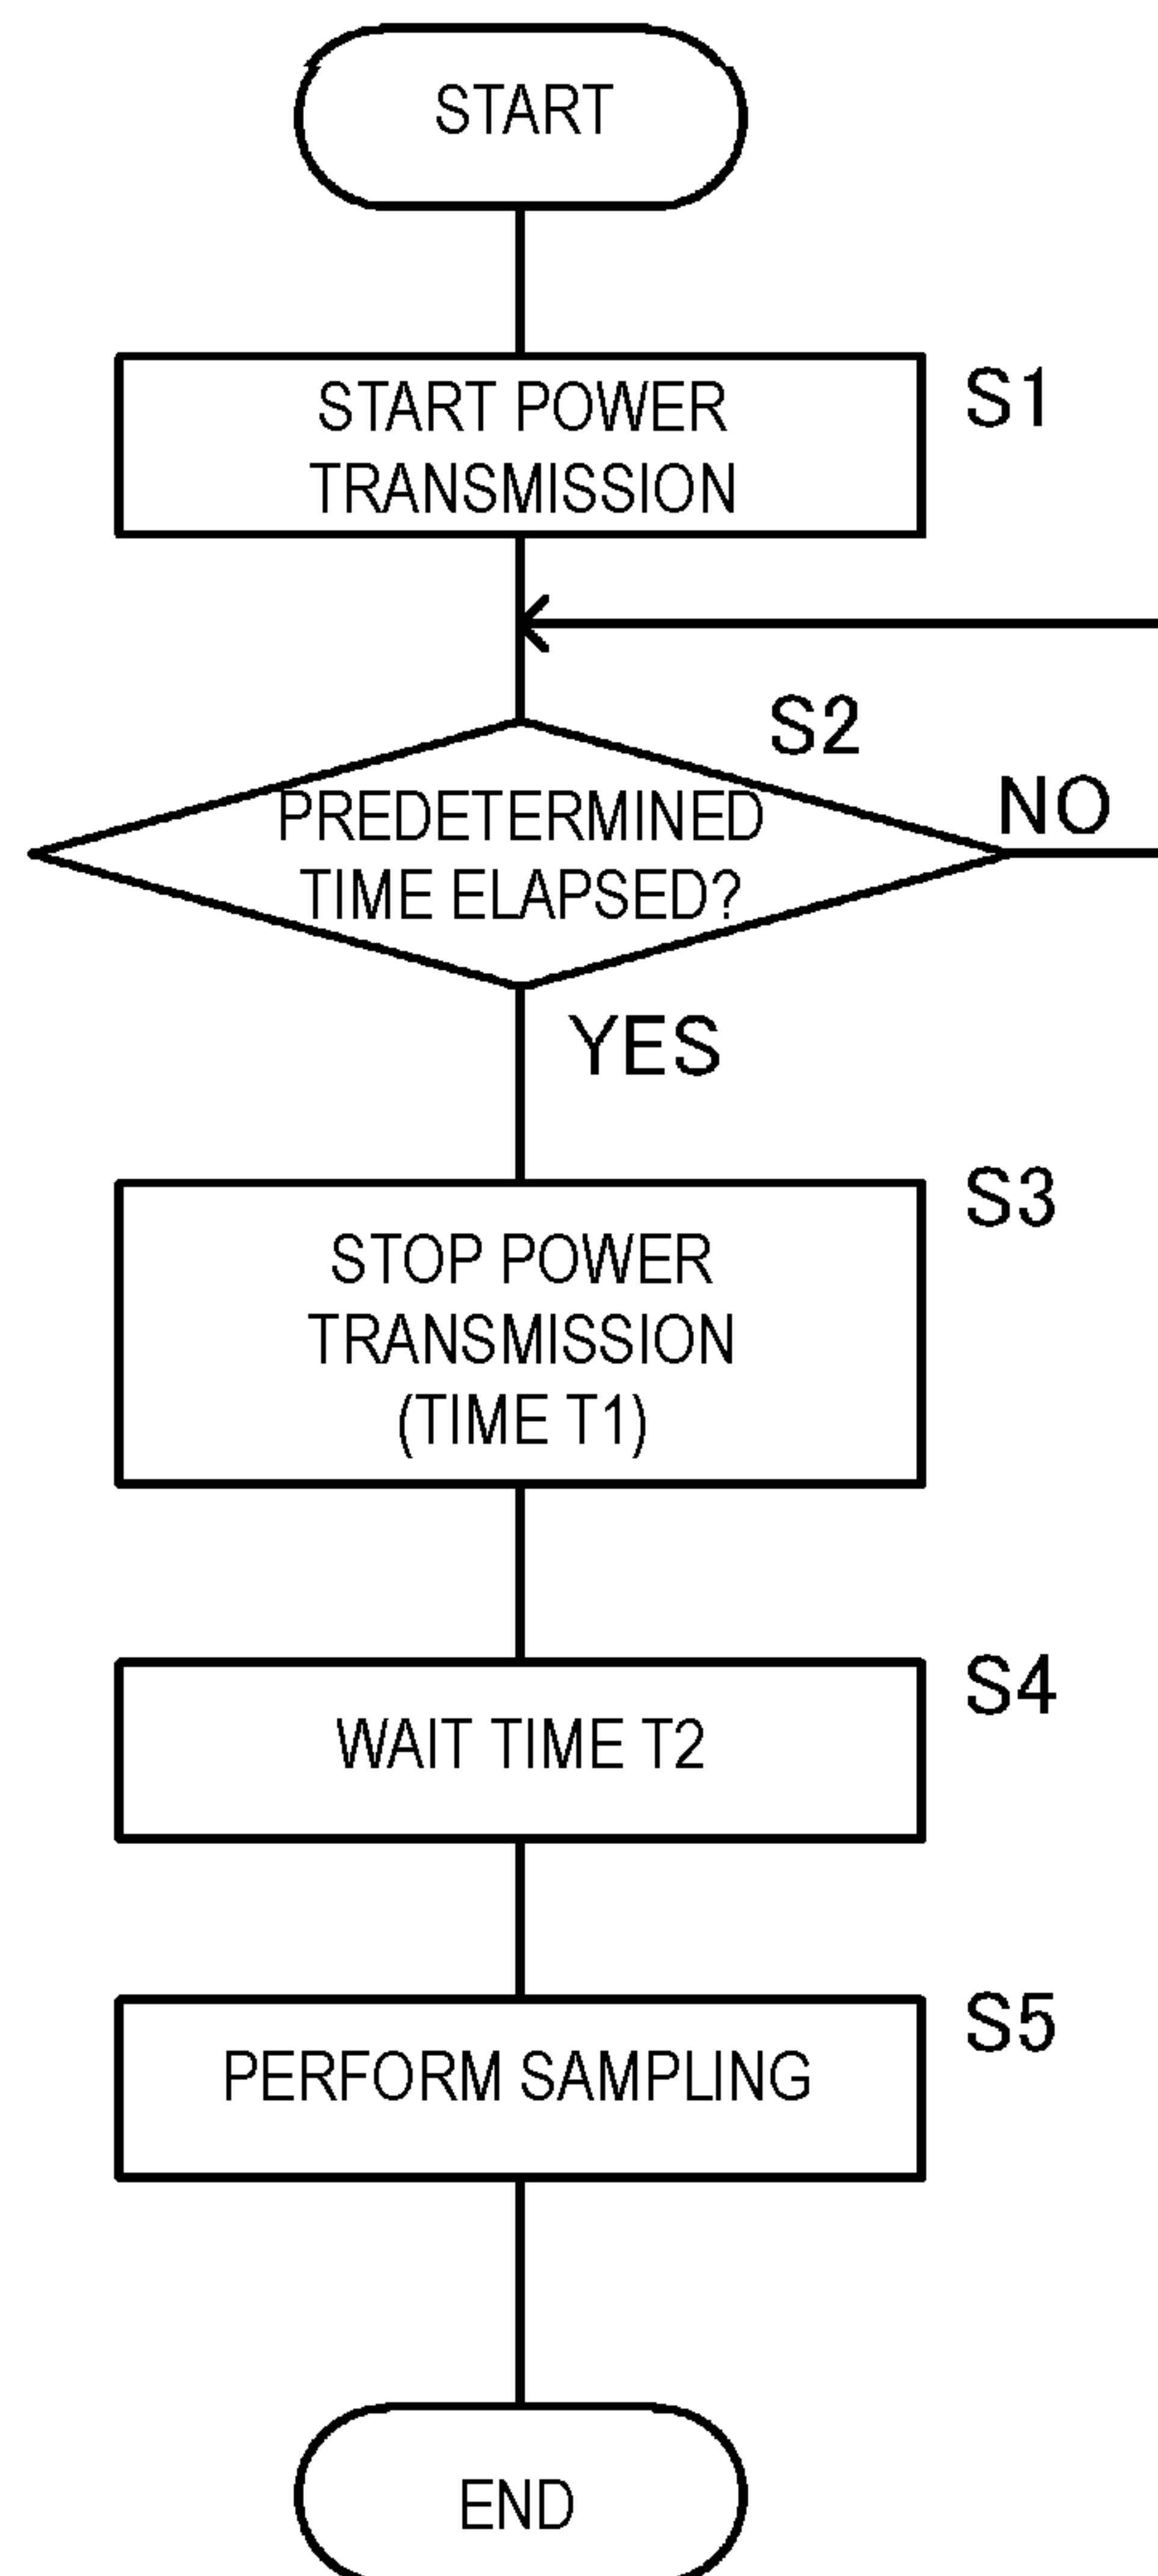 START
START POWER
TRANSMISSION
S1
S2
PREDETERMINED
TIME ELAPSED?
NO
YES
S3
STOP POWER
TRANSMISSION
(TIME T1)
S4
WAIT TIME T2
S5
PERFORM SAMPLING
END